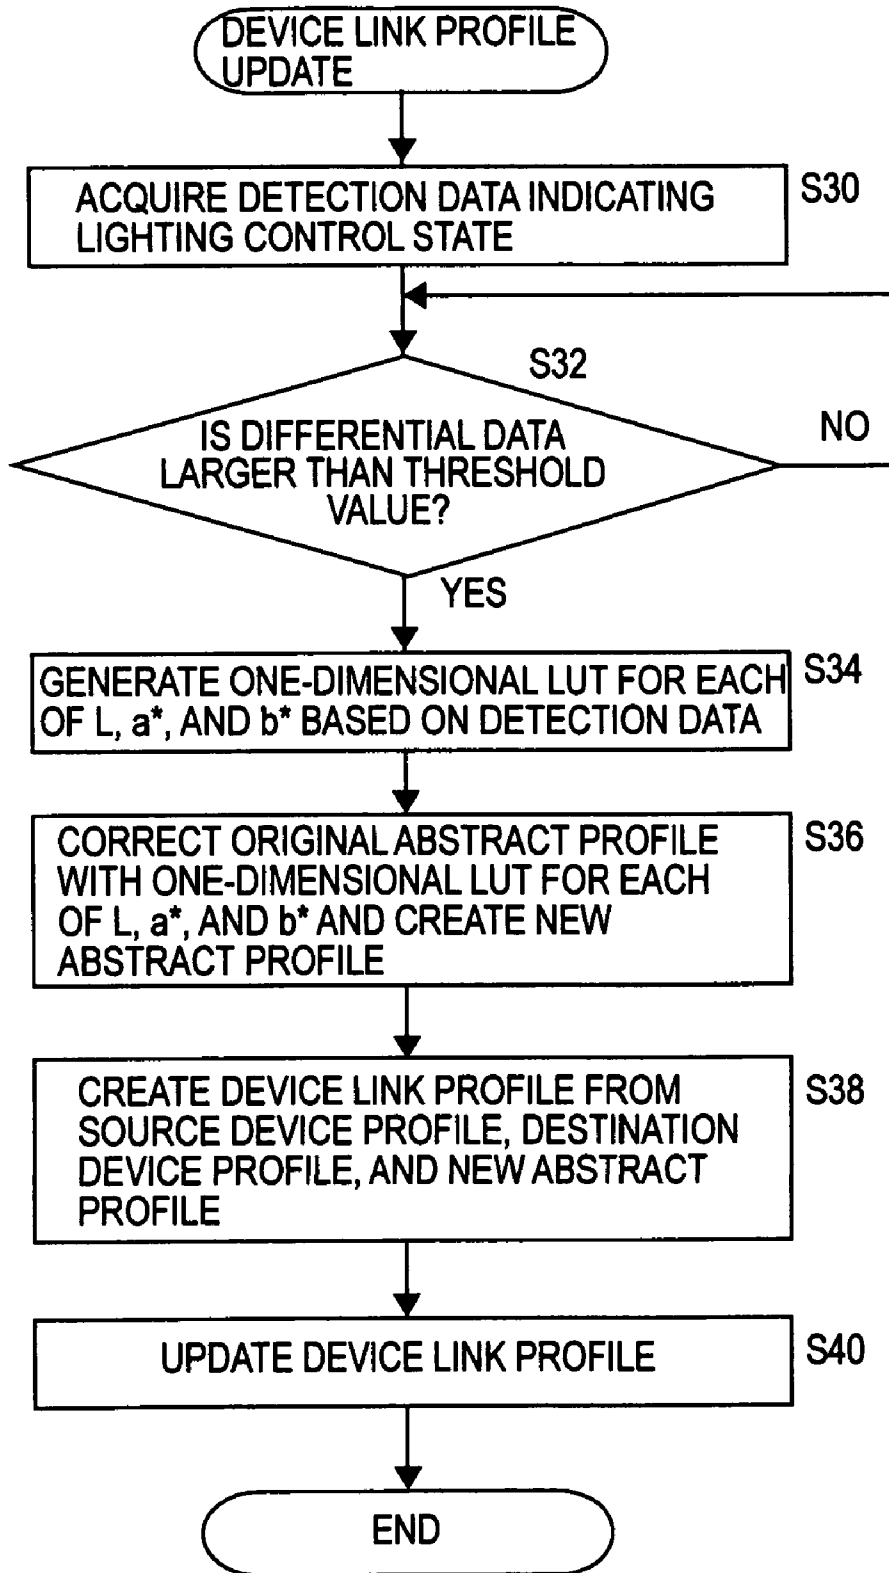 DEVICE LINK PROFILE
UPDATE
ACQUIRE DETECTION DATA INDICATING
LIGHTING CONTROL STATE
S30
S32
IS DIFFERENTIAL DATA
LARGER THAN THRESHOLD
VALUE?
NO
YES
GENERATE ONE-DIMENSIONAL LUT FOR EACH
OF L, a*, AND b* BASED ON DETECTION DATA
S34
CORRECT ORIGINAL ABSTRACT PROFILE
WITH ONE-DIMENSIONAL LUT FOR EACH
OF L, a*, AND b* AND CREATE NEW
ABSTRACT PROFILE
S36
CREATE DEVICE LINK PROFILE FROM
SOURCE DEVICE PROFILE, DESTINATION
DEVICE PROFILE, AND NEW ABSTRACT
PROFILE
S38
UPDATE DEVICE LINK PROFILE
S40
END